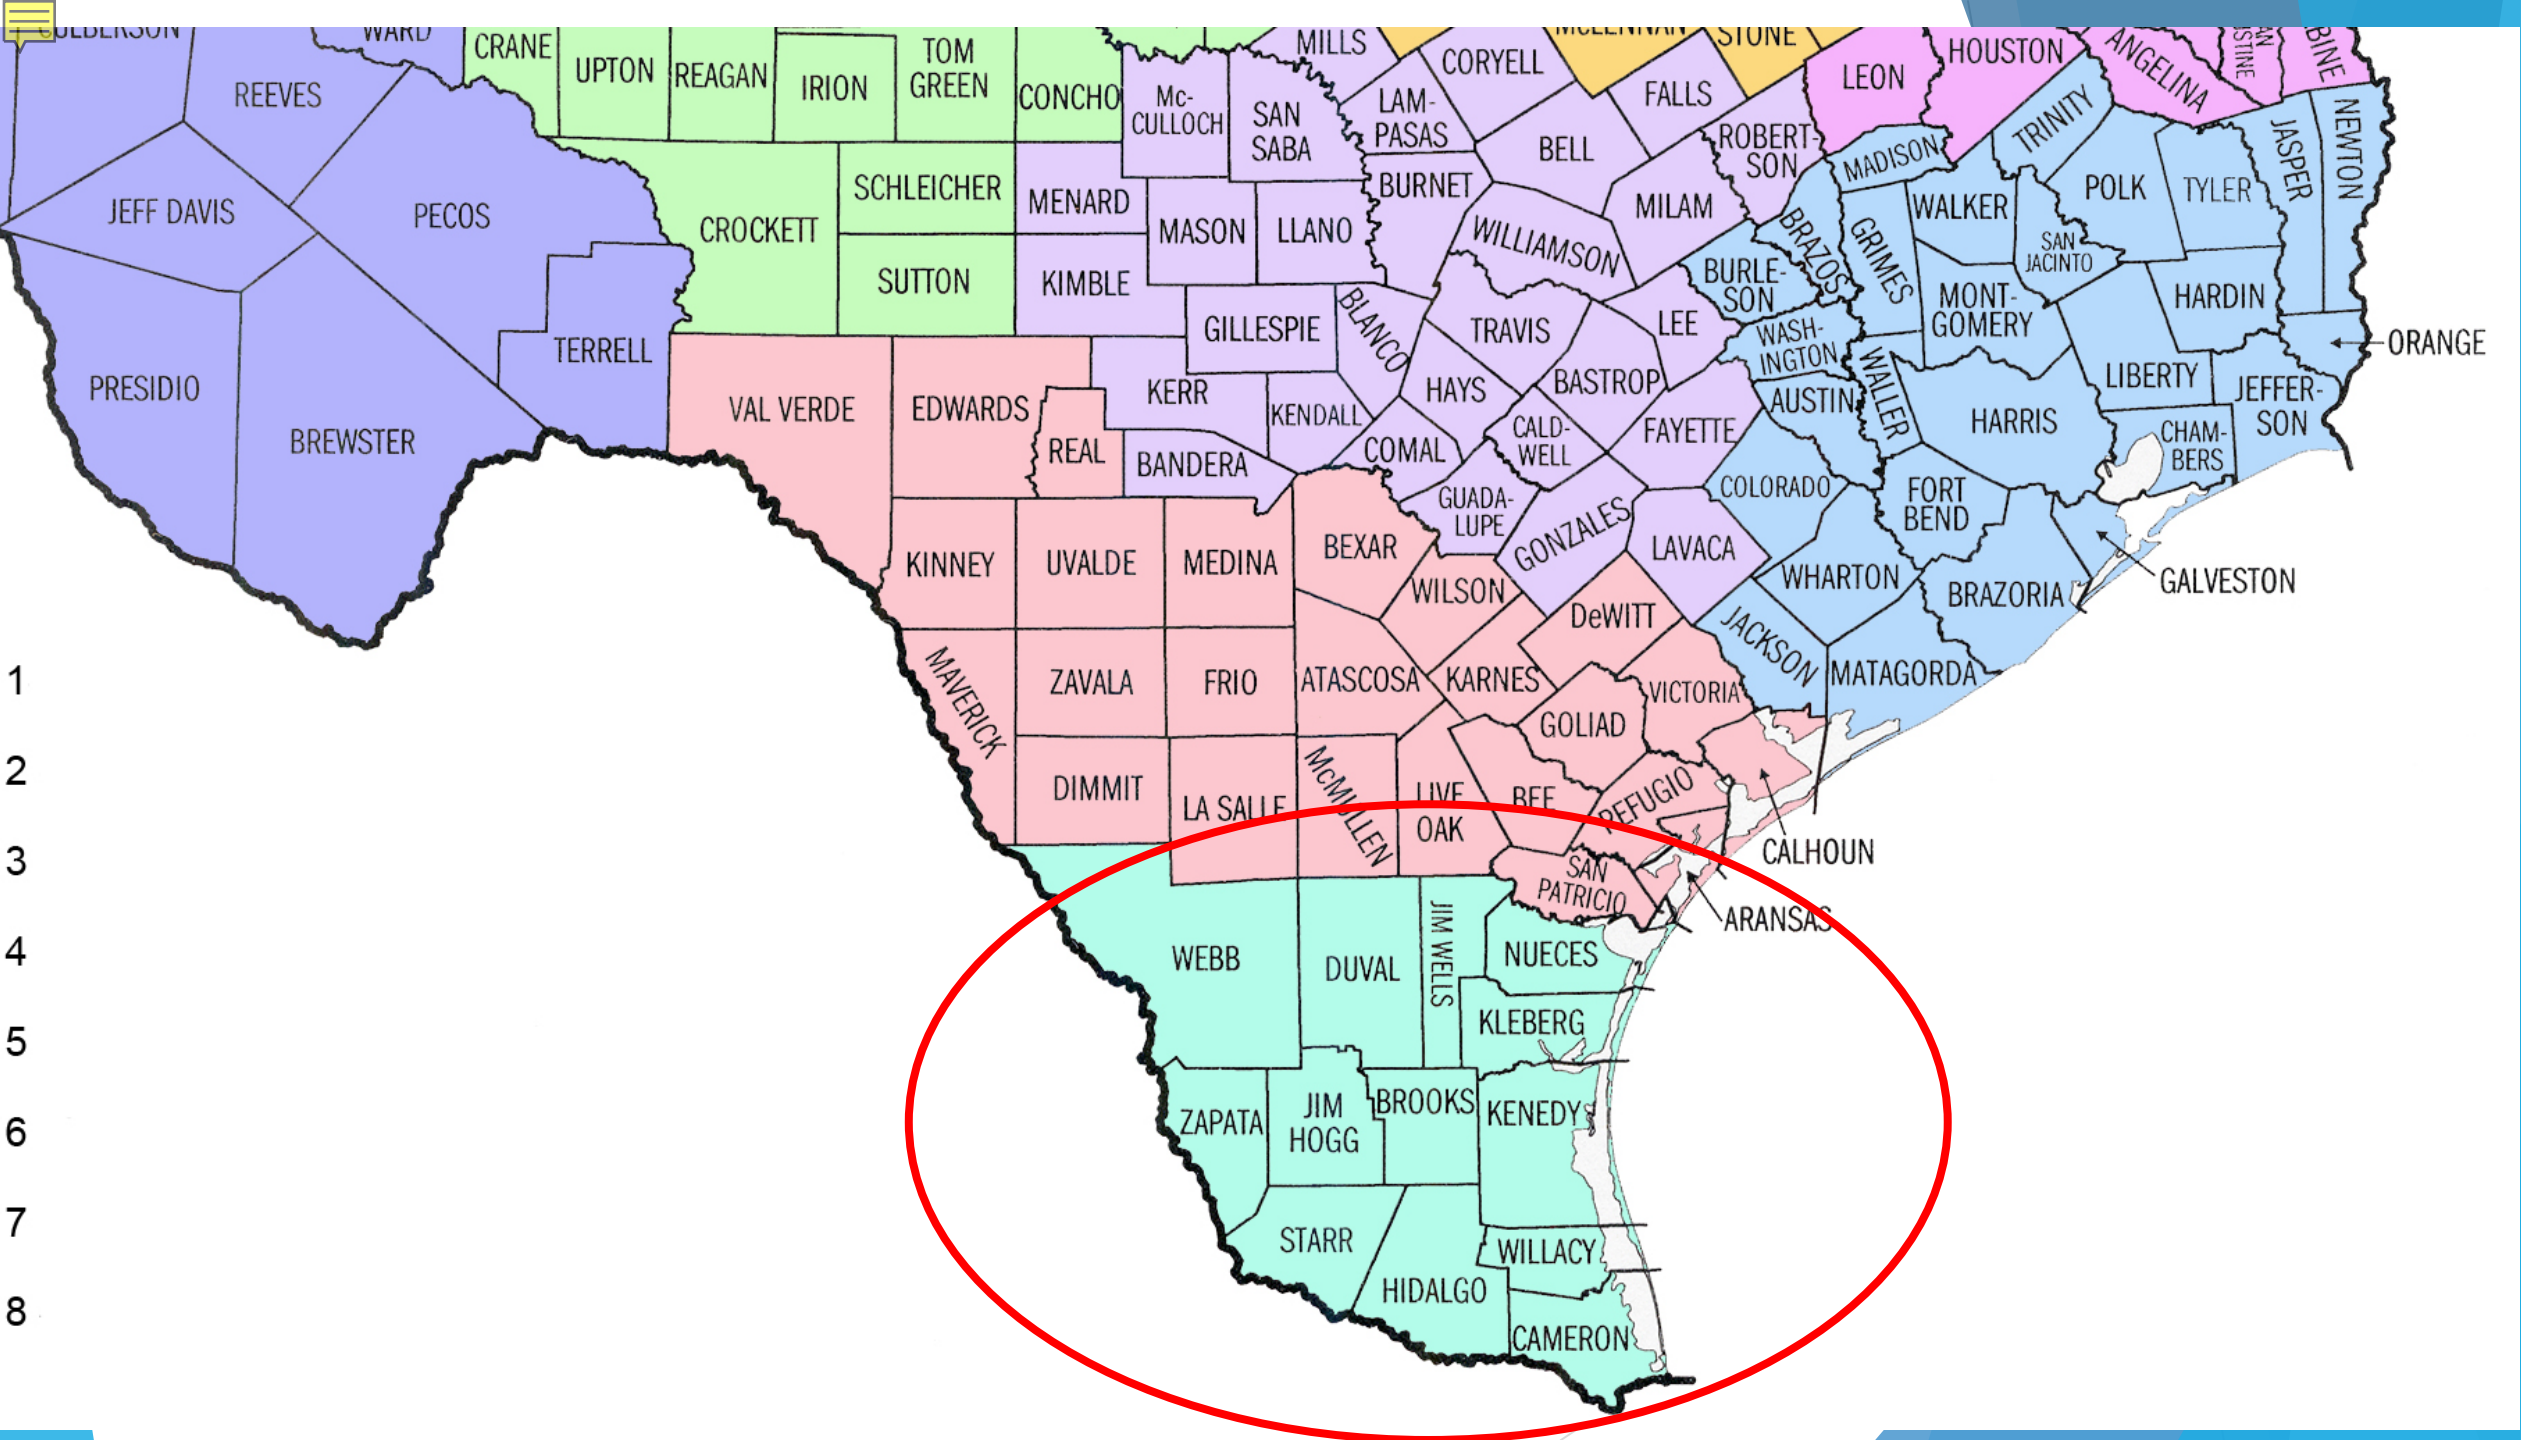 CULBERSON
WARD
CRANE
UPTON
REAGAN
IRION
TOM
GREEN
CONCHO
Mc-
CULLOCH
SAN
SABA
MILLS
LAM-
PASAS
CORYELL
McLENNAN
STONE
FALLS
BELL
ROBERT-
SON
LEON
HOUSTON
ANGELINA
AN
STINE
BINE
REEVES
JEFF DAVIS
PECOS
CROCKETT
SCHLEICHER
SUTTON
MENARD
KIMBLE
MASON
LLANO
BURNET
WILLIAMSON
MILAM
MADISON
TRINITY
WALKER
POLK
TYLER
JASPER
NEWTON
BRAZOS
GRIMES
SAN
JACINTO
BURLE-
SON
MONT-
GOMERY
HARDIN
ORANGE
PRESIDIO
BREWSTER
TERRELL
VAL VERDE
EDWARDS
REAL
KERR
BANDERA
GILLESPIE
KENDALL
BLANCO
TRAVIS
HAYS
COMAL
LEE
BASTROP
CALD-
WELL
FAYETTE
WASH-
INGTON
AUSTIN
WALLER
HARRIS
LIBERTY
JEFFER-
SON
CHAM-
BERS
KINNEY
UVALDE
MEDINA
BEXAR
GUADA-
LUPE
GONZALES
LAVACA
COLORADO
FORT
BEND
WHARTON
BRAZORIA
GALVESTON
WILSON
DeWITT
JACKSON
MATAGORDA
1
MAVERICK
ZAVALA
FRIO
ATASCOSA
KARNES
GOLIAD
VICTORIA
2
DIMMIT
LA SALLE
McMULLEN
LIVE
OAK
BEE
REFUGIO
CALHOUN
3
SAN
PATRICIO
ARANSAS
4
WEBB
DUVAL
JIM WELLS
NUECES
5
KLEBERG
6
ZAPATA
JIM
HOGG
BROOKS
KENEDY
7
STARR
WILLACY
8
HIDALGO
CAMERON